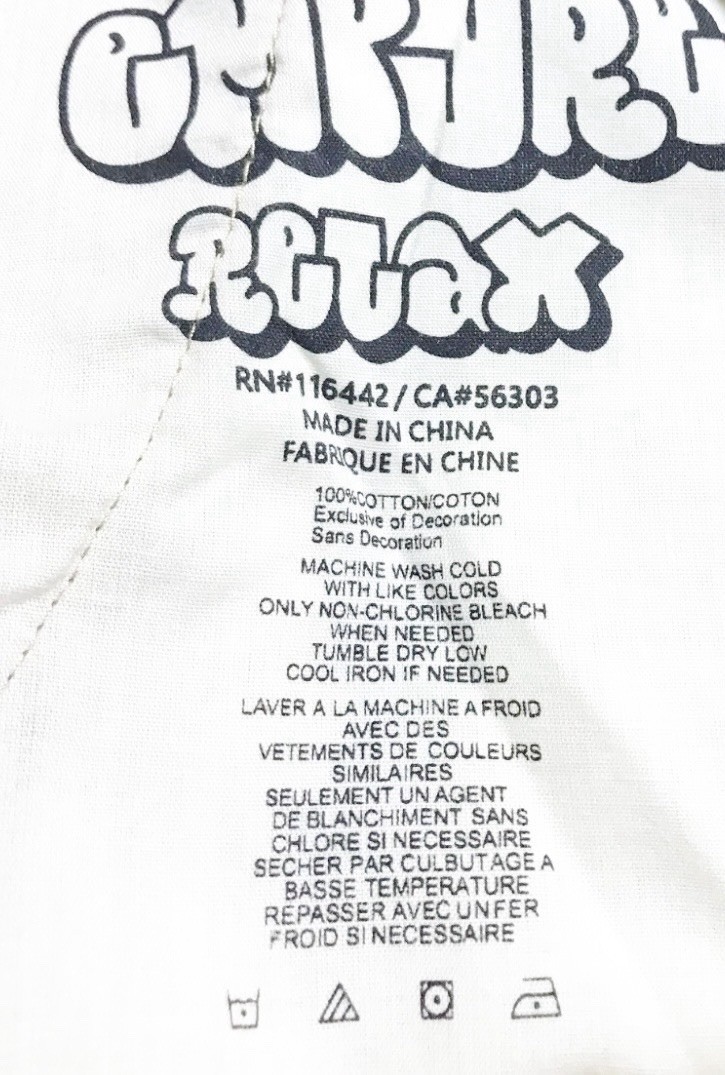 EMPYRE
RELAX
RN#116442 / CA#56303
MADE IN CHINA
FABRIQUE EN CHINE
100%COTTON/COTON
Exclusive of Decoration
Sans Decoration
MACHINE WASH COLD
WITH LIKE COLORS
ONLY NON-CHLORINE BLEACH
WHEN NEEDED
TUMBLE DRY LOW
COOL IRON IF NEEDED
LAVER A LA MACHINE A FROID
AVEC DES
VETEMENTS DE COULEURS
SIMILAIRES
SEULEMENT UN AGENT
DE BLANCHIMENT SANS
CHLORE SI NECESSAIRE
SECHER PAR CULBUTAGE A
BASSE TEMPERATURE
REPASSER AVEC UN FER
FROID SI NECESSAIRE